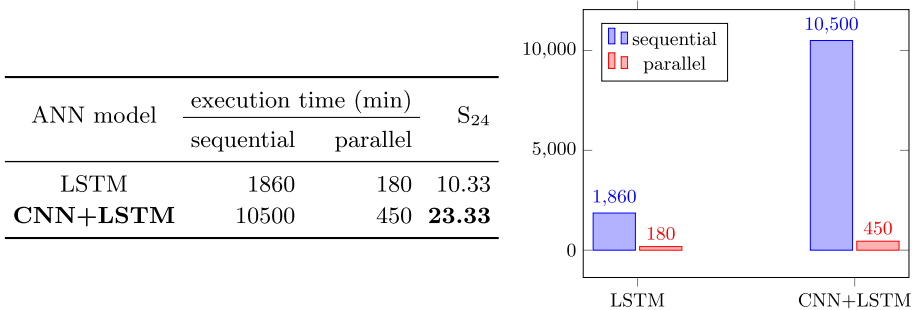 ANN model execution time (min) S24
sequential parallel
LSTM 1860 180 10.33
CNN+LSTM 10500 450 23.33
10,000
5,000
0
sequential
parallel
1,860
180
10,500
450
LSTM CNN+LSTM